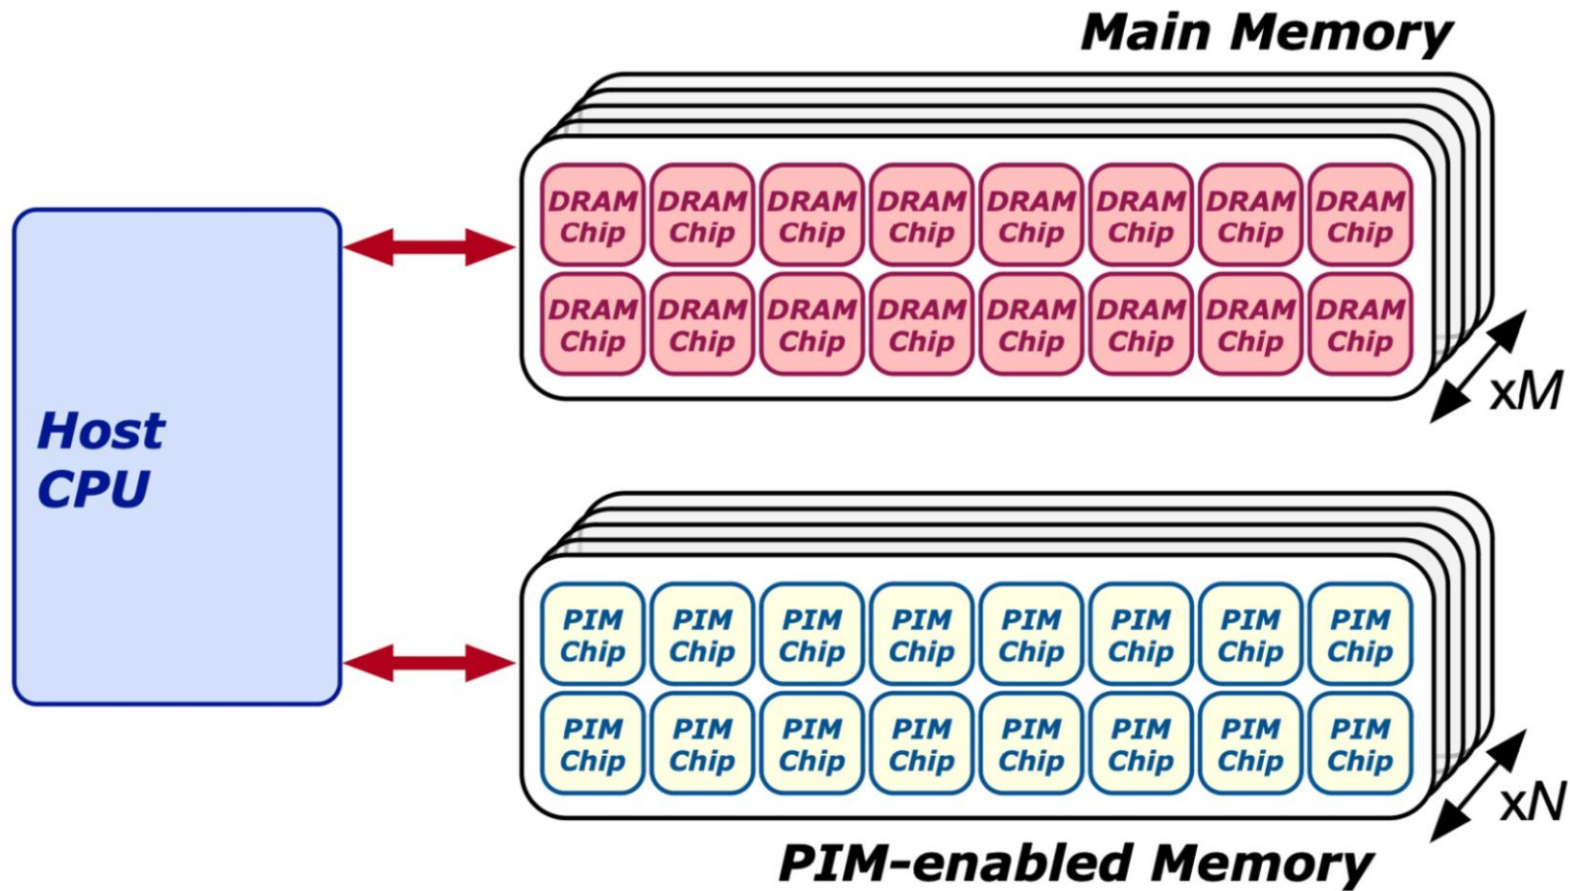 Main Memory
DRAM DRAM DRAM DRAM DRAM DRAM DRAM DRAM
Chip Chip Chip Chip Chip Chip Chip Chip
DRAM DRAM DRAM DRAM DRAM DRAM DRAM DRAM
Chip Chip Chip Chip Chip Chip Chip Chip
xM
Host
CPU
PIM PIM PIM PIM PIM PIM PIM PIM
Chip Chip Chip Chip Chip Chip Chip Chip
PIM PIM PIM PIM PIM PIM PIM PIM
Chip Chip Chip Chip Chip Chip Chip Chip
xN
PIM-enabled Memory